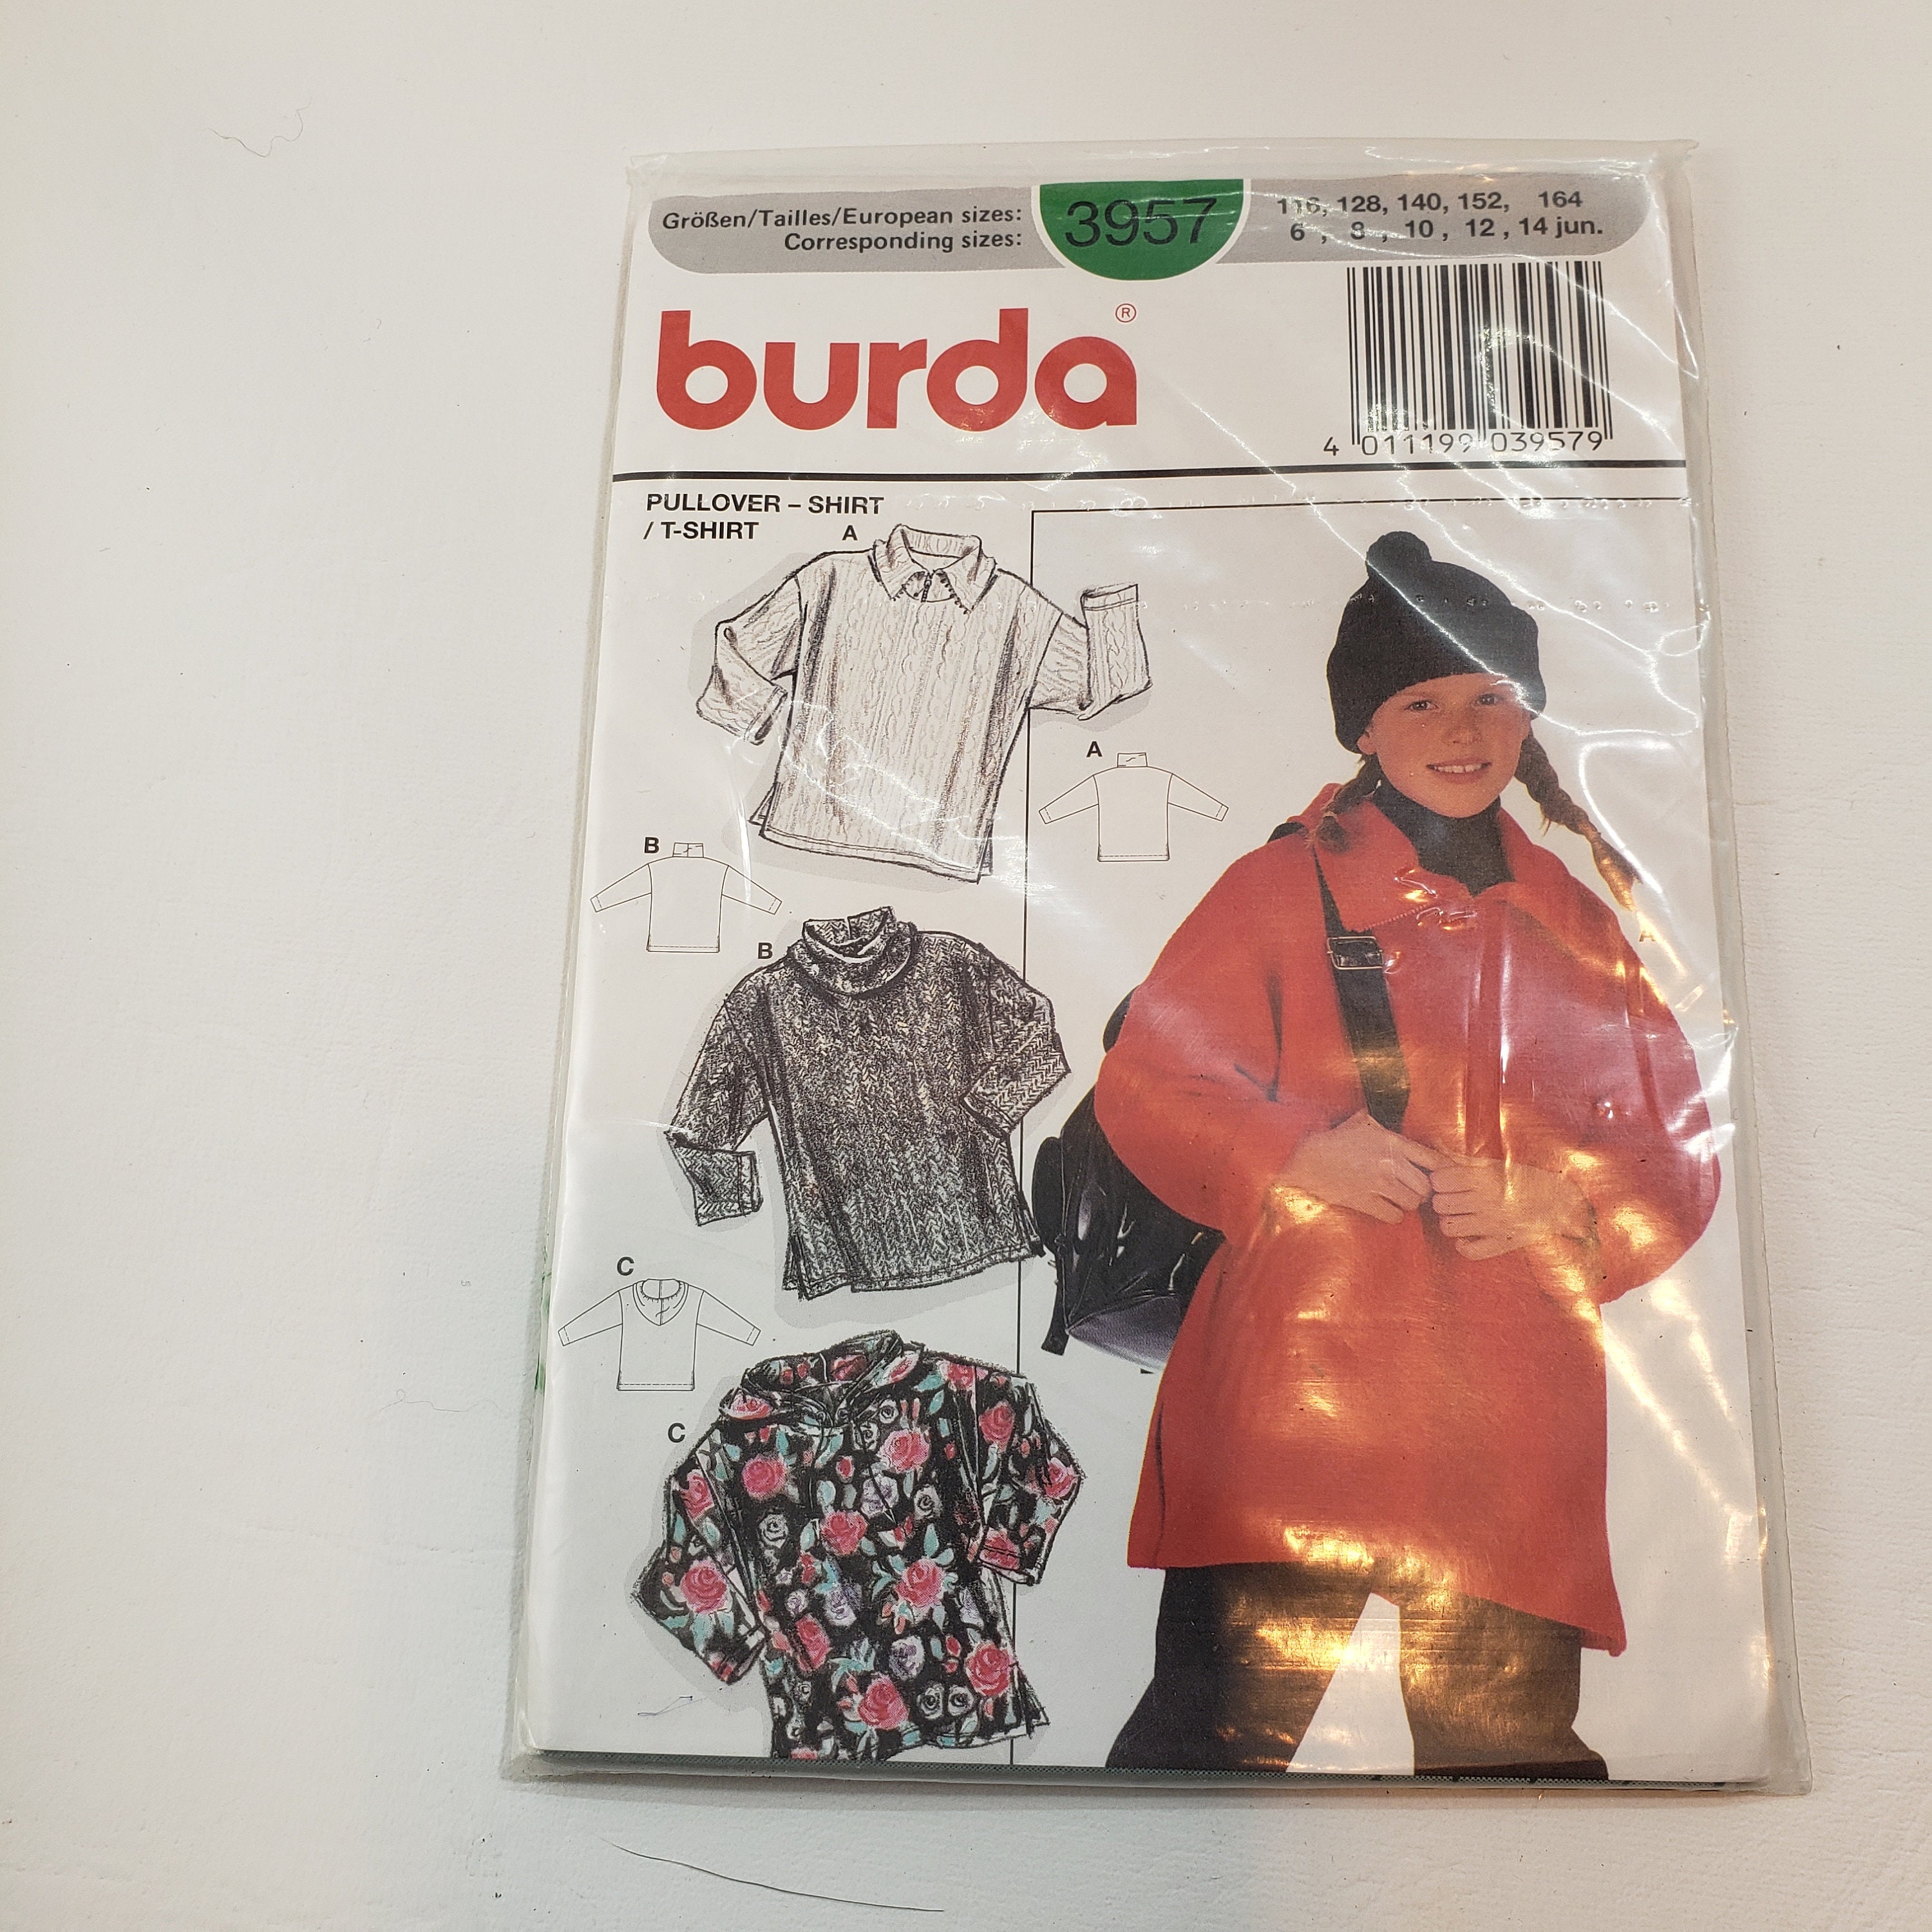 Größen/Tailles/European sizes:
Corresponding sizes:
3957
116, 128, 140, 152, 164
6 , 8 , 10 , 12 , 14 jun.
burda®
4 011199 039579
PULLOVER – SHIRT
/ T-SHIRT
A
A
B
B
A
C
C